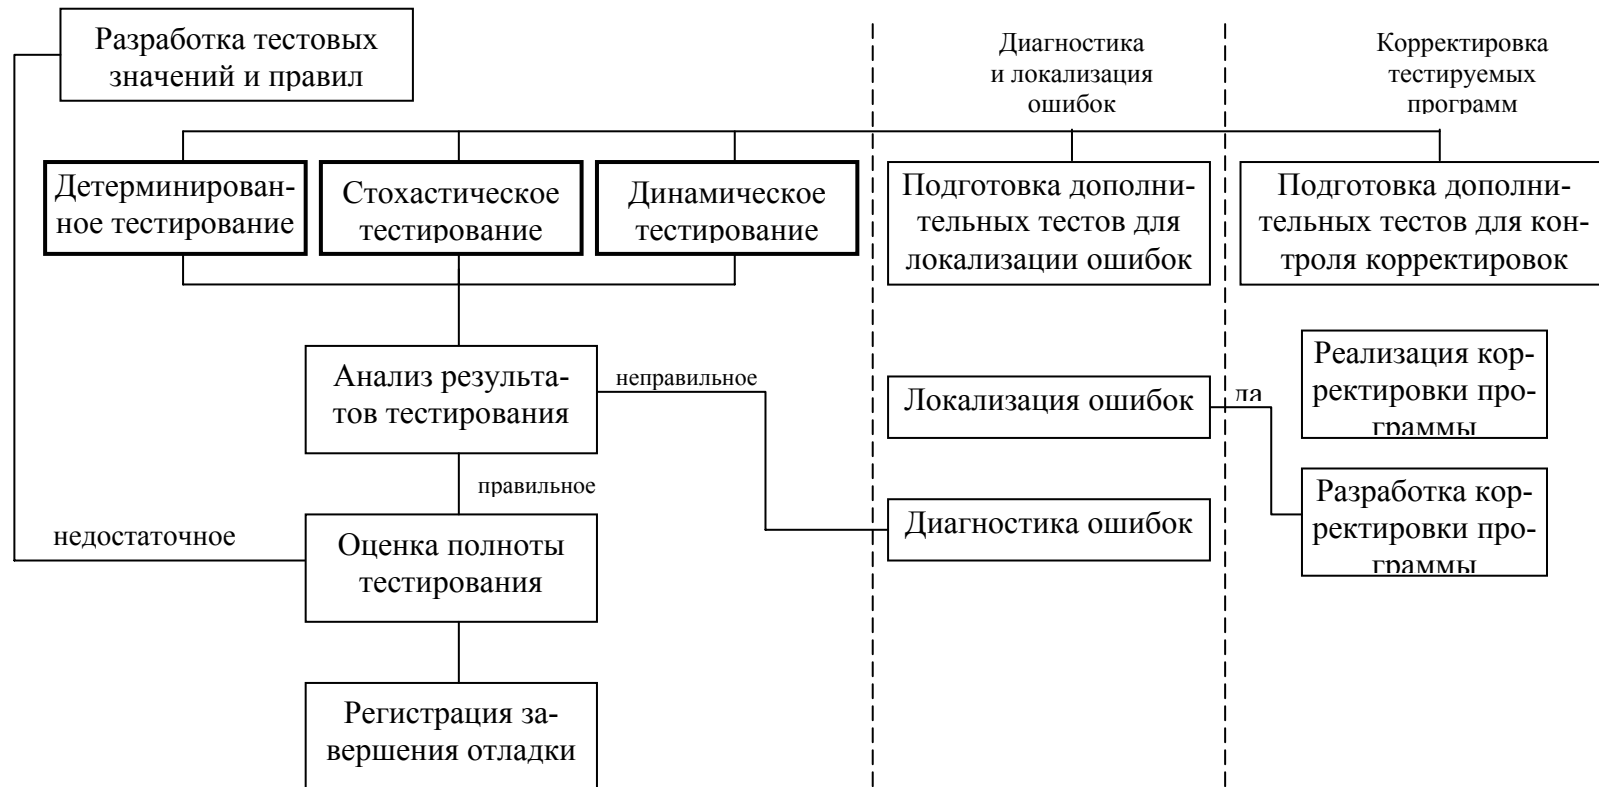 Разработка тестовых
значений и правил
Диагностика
и локализация
ошибок
Корректировка
тестируемых
программ
Детерминирован-
ное тестирование
Стохастическое
тестирование
Динамическое
тестирование
Подготовка дополни-
тельных тестов для
локализации ошибок
Подготовка дополни-
тельных тестов для кон-
троля корректировок
Анализ результа-
тов тестирования
неправильное
Локализация ошибок
да
Реализация кор-
ректировки про-
граммы
правильное
недостаточное
Оценка полноты
тестирования
Диагностика ошибок
Разработка кор-
ректировки про-
граммы
Регистрация за-
вершения отладки